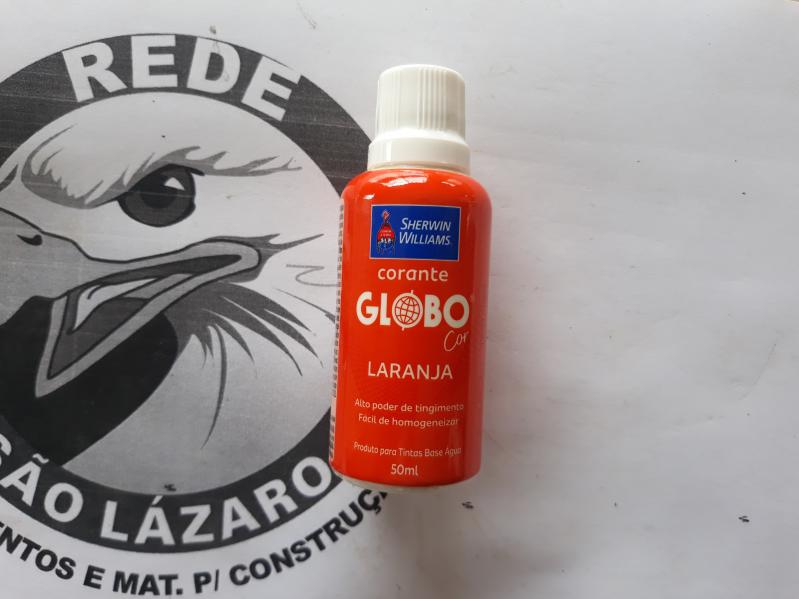 REDE
SÃO LÁZARO
E MAT. P/ CONSTRUÇ
SHERWIN
WILLIAMS
corante
GLOBO
Cor
LARANJA
Alto poder de tingimento
Fácil de homogeneizar
Produto para Tintas Base Água
50ml